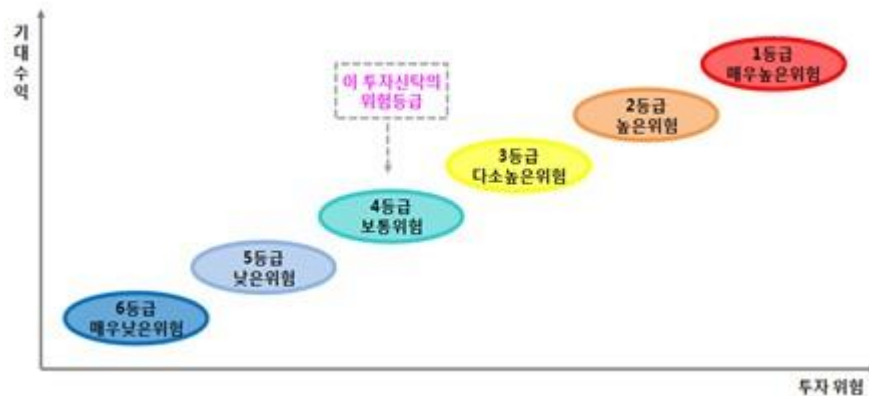 기대수익
1등급
매우높은위험
이 투자신탁의
위험등급
2등급
높은위험
3등급
다소높은위험
4등급
보통위험
5등급
낮은위험
6등급
매우낮은위험
투자 위험